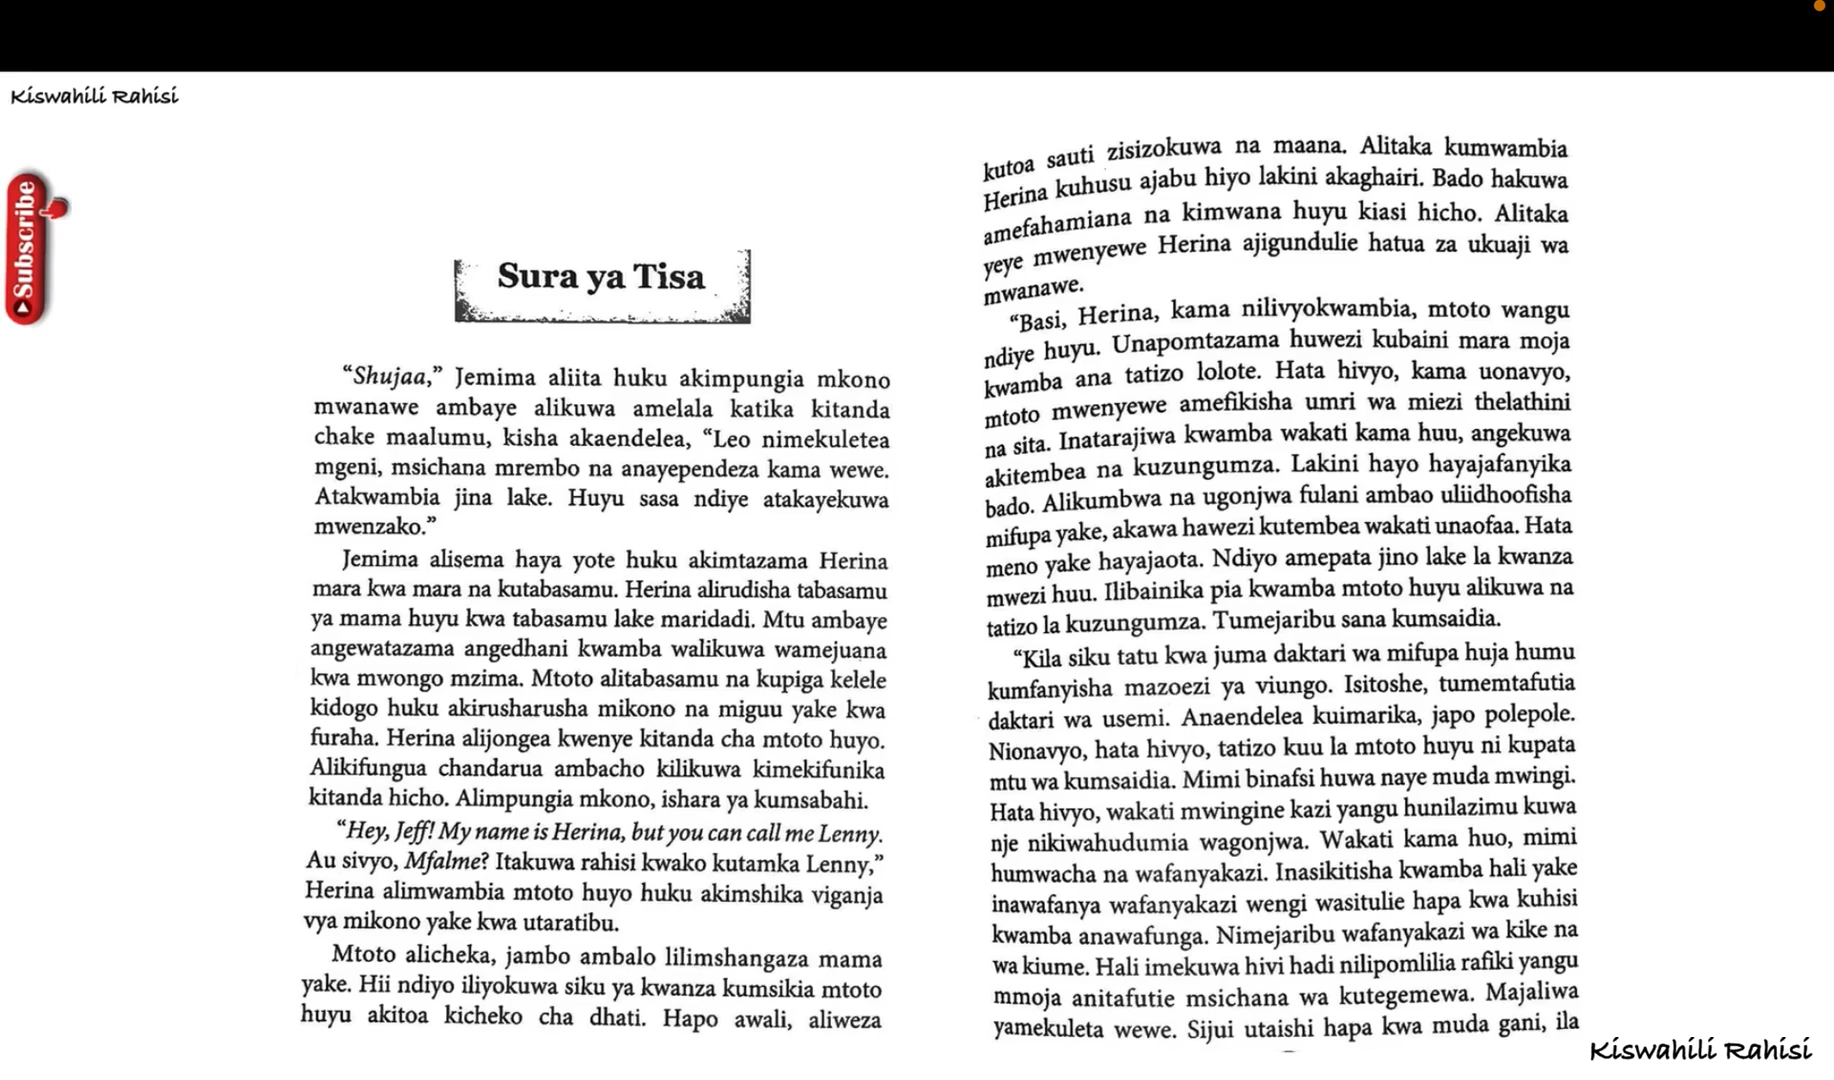 Kiswahili Rahisi
Subscribe
Sura ya Tisa
“Shujaa,” Jemima aliita huku akimpungia mkono
mwanawe ambaye alikuwa amelala katika kitanda
chake maalumu, kisha akaendelea, “Leo nimekuletea
mgeni, msichana mrembo na anayependeza kama wewe.
Atakwambia jina lake. Huyu sasa ndiye atakayekuwa
mwenzako.”
Jemima alisema haya yote huku akimtazama Herina
mara kwa mara na kutabasamu. Herina alirudisha tabasamu
ya mama huyu kwa tabasamu lake maridadi. Mtu ambaye
angewatazama angedhani kwamba walikuwa wamejuana
kwa mwongo mzima. Mtoto alitabasamu na kupiga kelele
kidogo huku akirusharusha mikono na miguu yake kwa
furaha. Herina alijongea kwenye kitanda cha mtoto huyo.
Alikifungua chandarua ambacho kilikuwa kimekifunika
kitanda hicho. Alimpungia mkono, ishara ya kumsabahi.
“Hey, Jeff! My name is Herina, but you can call me Lenny.
Au sivyo, Mfalme? Itakuwa rahisi kwako kutamka Lenny,”
Herina alimwambia mtoto huyo huku akimshika viganja
vya mikono yake kwa utaratibu.
Mtoto alicheka, jambo ambalo lilimshangaza mama
yake. Hii ndiyo iliyokuwa siku ya kwanza kumsikia mtoto
huyu akitoa kicheko cha dhati. Hapo awali, aliweza
kutoa sauti zisizokuwa na maana. Alitaka kumwambia
Herina kuhusu ajabu hiyo lakini akaghairi. Bado hakuwa
amefahamiana na kimwana huyu kiasi hicho. Alitaka
yeye mwenyewe Herina ajigundulie hatua za ukuaji wa
mwanawe.
“Basi, Herina, kama nilivyokwambia, mtoto wangu
ndiye huyu. Unapomtazama huwezi kubaini mara moja
kwamba ana tatizo lolote. Hata hivyo, kama uonavyo,
mtoto mwenyewe amefikisha umri wa miezi thelathini
na sita. Inatarajiwa kwamba wakati kama huu, angekuwa
akitembea na kuzungumza. Lakini hayo hayajafanyika
bado. Alikumbwa na ugonjwa fulani ambao uliidhoofisha
mifupa yake, akawa hawezi kutembea wakati unaofaa. Hata
meno yake hayajaota. Ndiyo amepata jino lake la kwanza
mwezi huu. Ilibainika pia kwamba mtoto huyu alikuwa na
tatizo la kuzungumza. Tumejaribu sana kumsaidia.
“Kila siku tatu kwa juma daktari wa mifupa huja humu
kumfanyisha mazoezi ya viungo. Isitoshe, tumemtafutia
daktari wa usemi. Anaendelea kuimarika, japo polepole.
Nionavyo, hata hivyo, tatizo kuu la mtoto huyu ni kupata
mtu wa kumsaidia. Mimi binafsi huwa naye muda mwingi.
Hata hivyo, wakati mwingine kazi yangu hunilazimu kuwa
nje nikiwahudumia wagonjwa. Wakati kama huo, mimi
humwacha na wafanyakazi. Inasikitisha kwamba hali yake
inawafanya wafanyakazi wengi wasitulie hapa kwa kuhisi
kwamba anawafunga. Nimejaribu wafanyakazi wa kike na
wa kiume. Hali imekuwa hivi hadi nilipomlilia rafiki yangu
mmoja anitafutie msichana wa kutegemewa. Majaliwa
yamekuleta wewe. Sijui utaishi hapa kwa muda gani, ila
Kiswahili Rahisi